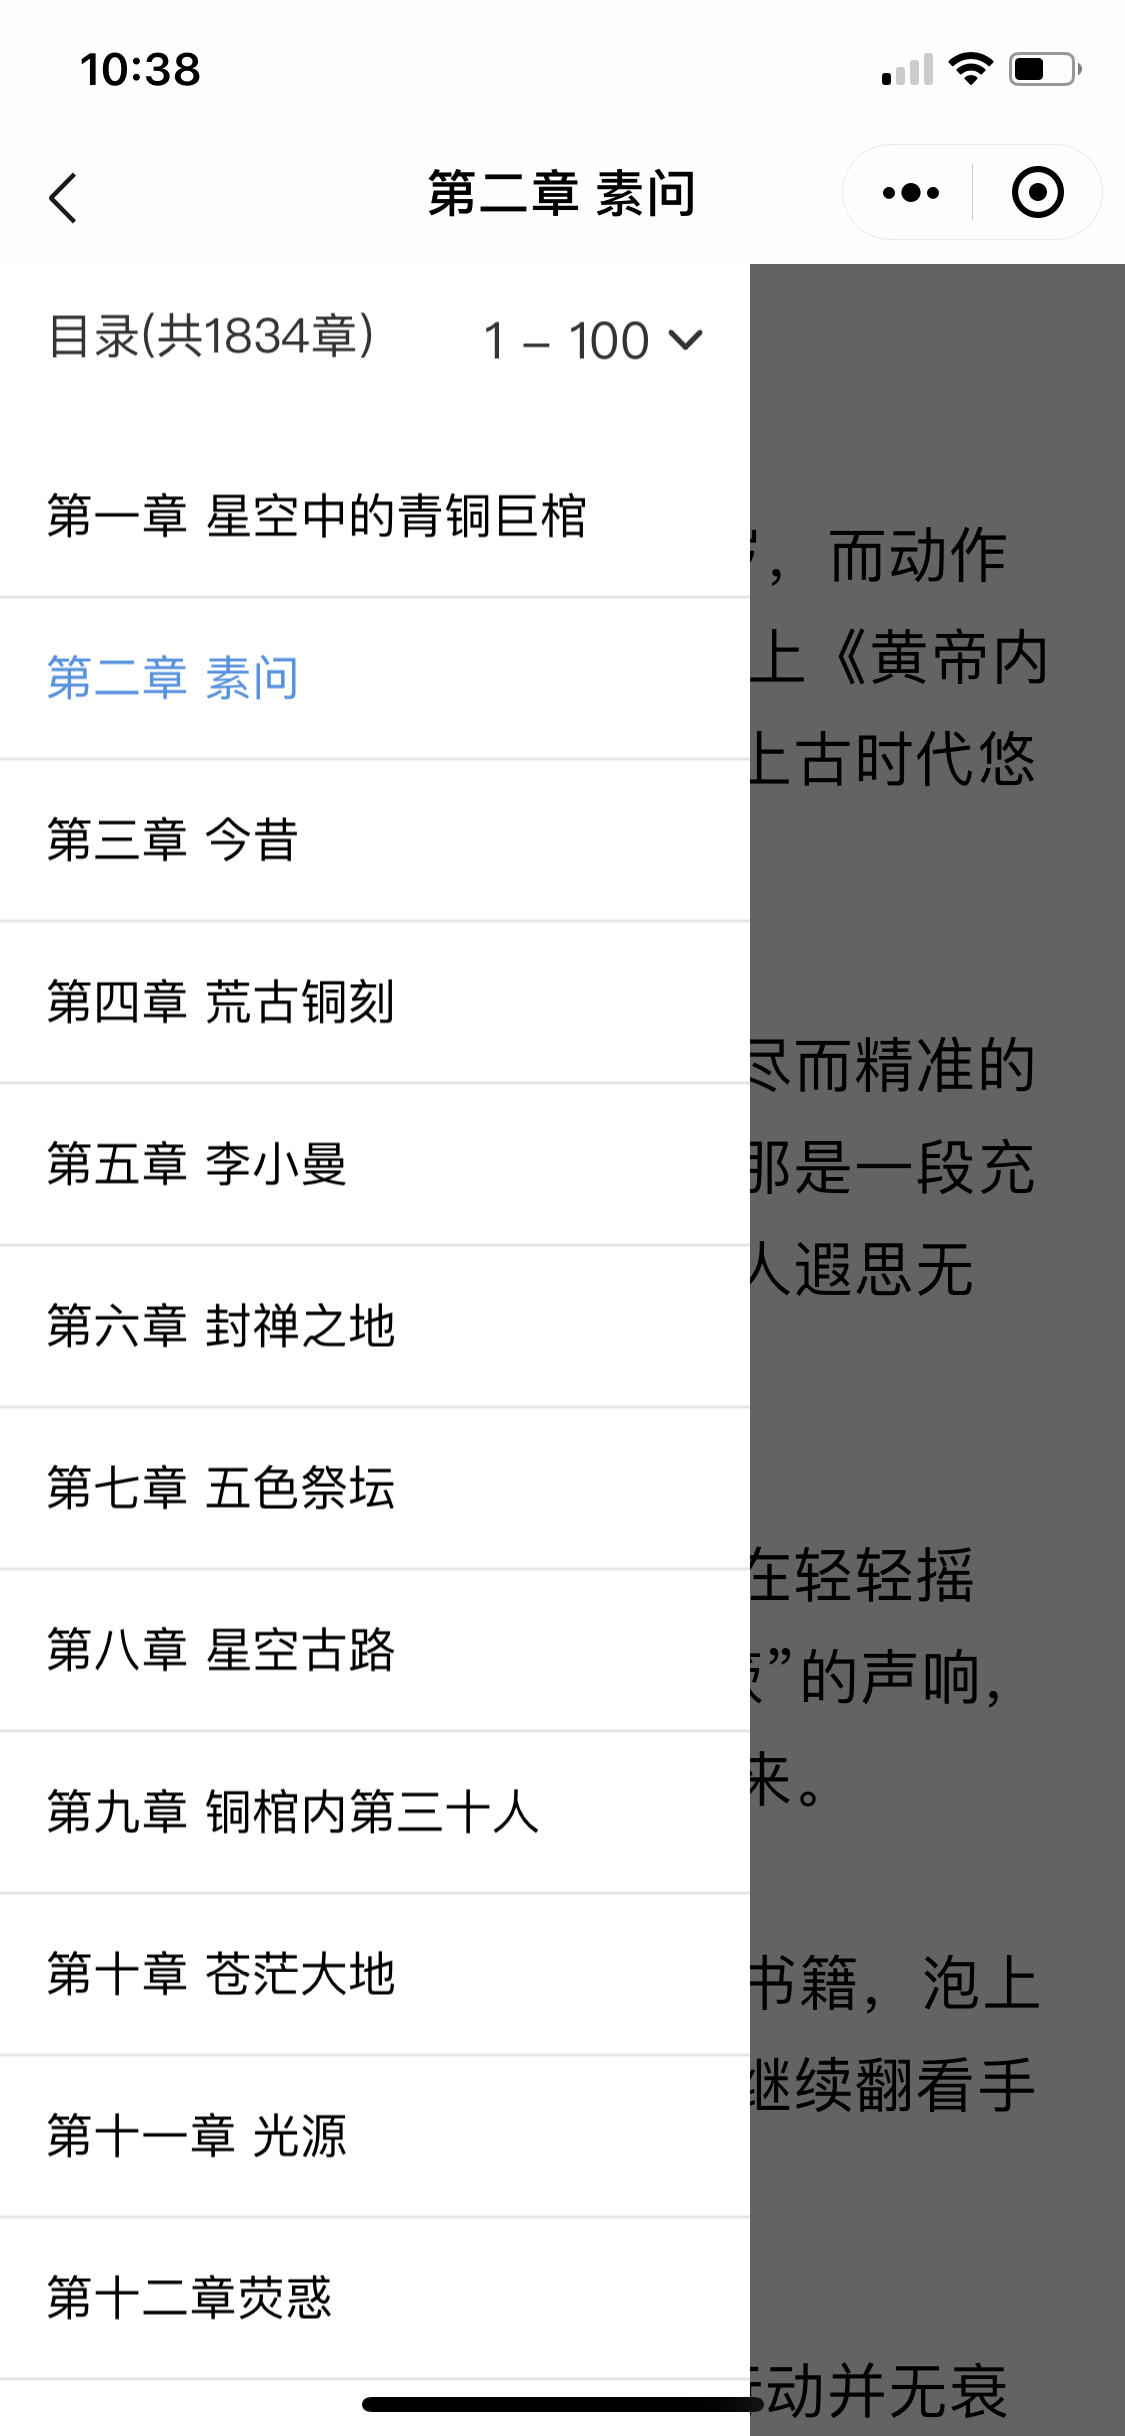 10:38
第二章 素问
目录(共1834章)
1 – 100
第一章 星空中的青铜巨棺
第二章 素问
第三章 今昔
第四章 荒古铜刻
第五章 李小曼
第六章 封禅之地
第七章 五色祭坛
第八章 星空古路
第九章 铜棺内第三十人
第十章 苍茫大地
第十一章 光源
第十二章荧惑
，而动作
上《黄帝内
上古时代悠
尽而精准的
那是一段充
人遐思无
在轻轻摇
”的声响，
来。
书籍，泡上
继续翻看手
动并无衰